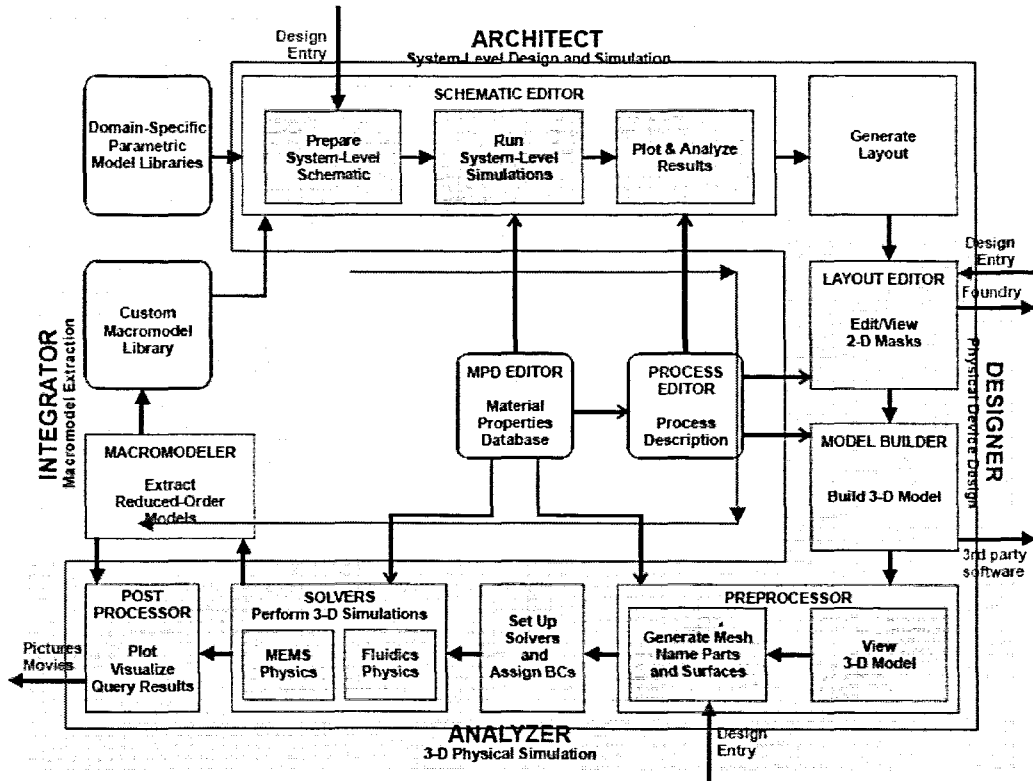 Design
Entry
ARCHITECT
System-Level Design and Simulation
SCHEMATIC EDITOR
Domain-Specific
Parametric
Model Libraries
Prepare
System-Level
Schematic
Run
System-Level
Simulations
Plot & Analyze
Results
Generate
Layout
Design
Entry
LAYOUT EDITOR
Foundry
Edit/View
2-D Masks
Custom
Macromodel
Library
INTEGRATOR
Macromodel Extraction
MPD EDITOR
Material
Properties
Database
PROCESS
EDITOR
Process
Description
DESIGNER
Physical Device Design
MODEL BUILDER
Build 3-D Model
MACROMODELER
Extract
Reduced-Order
Models
3rd party
software
POST
PROCESSOR
Plot
Visualize
Query Results
Pictures
Movies
SOLVERS
Perform 3-D Simulations
MEMS
Physics
Fluidics
Physics
Set Up
Solvers
and
Assign BCs
PREPROCESSOR
Generate Mesh
Name Parts
and Surfaces
View
3-D Model
ANALYZER
3-D Physical Simulation
Design
Entry